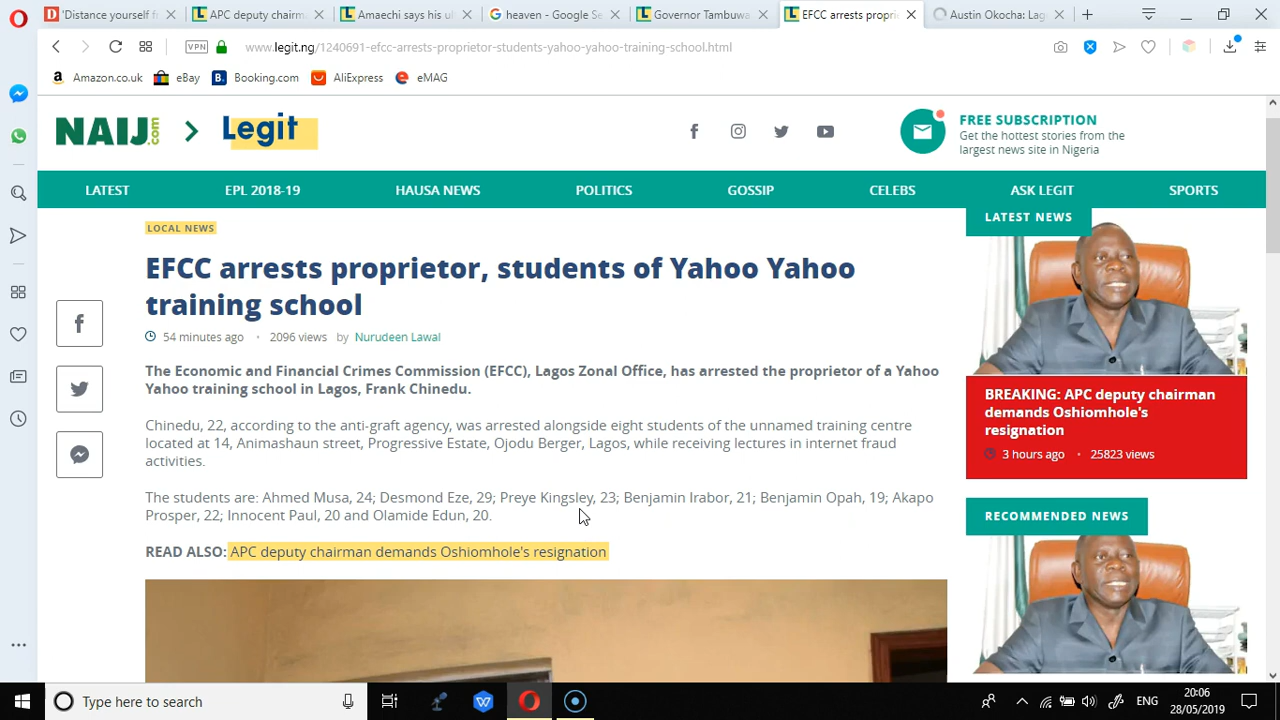 'Distance yourself f
APC deputy chairm
Amaechi says his ul
heaven - Google Se
Governor Tambuwa
EFCC arrests propri
Austin Okocha: Lag
VPN
www.legit.ng/1240691-efcc-arrests-proprietor-students-yahoo-yahoo-training-school.html
Amazon.co.uk
eBay
Booking.com
AliExpress
eMAG
NAIJ.com
Legit
FREE SUBSCRIPTION
Get the hottest stories from the
largest news site in Nigeria
LATEST
EPL 2018-19
HAUSA NEWS
POLITICS
GOSSIP
CELEBS
ASK LEGIT
SPORTS
LOCAL NEWS
EFCC arrests proprietor, students of Yahoo Yahoo
training school
54 minutes ago • 2096 views by Nurudeen Lawal
The Economic and Financial Crimes Commission (EFCC), Lagos Zonal Office, has arrested the proprietor of a Yahoo
Yahoo training school in Lagos, Frank Chinedu.
Chinedu, 22, according to the anti-graft agency, was arrested alongside eight students of the unnamed training centre
located at 14, Animashaun street, Progressive Estate, Ojodu Berger, Lagos, while receiving lectures in internet fraud
activities.
The students are: Ahmed Musa, 24; Desmond Eze, 29; Preye Kingsley, 23; Benjamin Irabor, 21; Benjamin Opah, 19; Akapo
Prosper, 22; Innocent Paul, 20 and Olamide Edun, 20.
READ ALSO: APC deputy chairman demands Oshiomhole's resignation
LATEST NEWS
BREAKING: APC deputy chairman
demands Oshiomhole's
resignation
3 hours ago • 25823 views
RECOMMENDED NEWS
Type here to search
ENG
20:06
28/05/2019